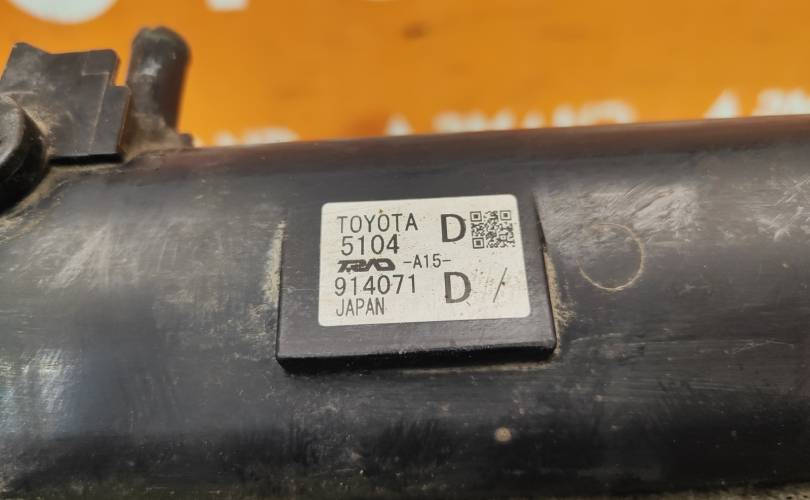 TOYOTA D
5104
TRAD -A15-
914071 D /
JAPAN